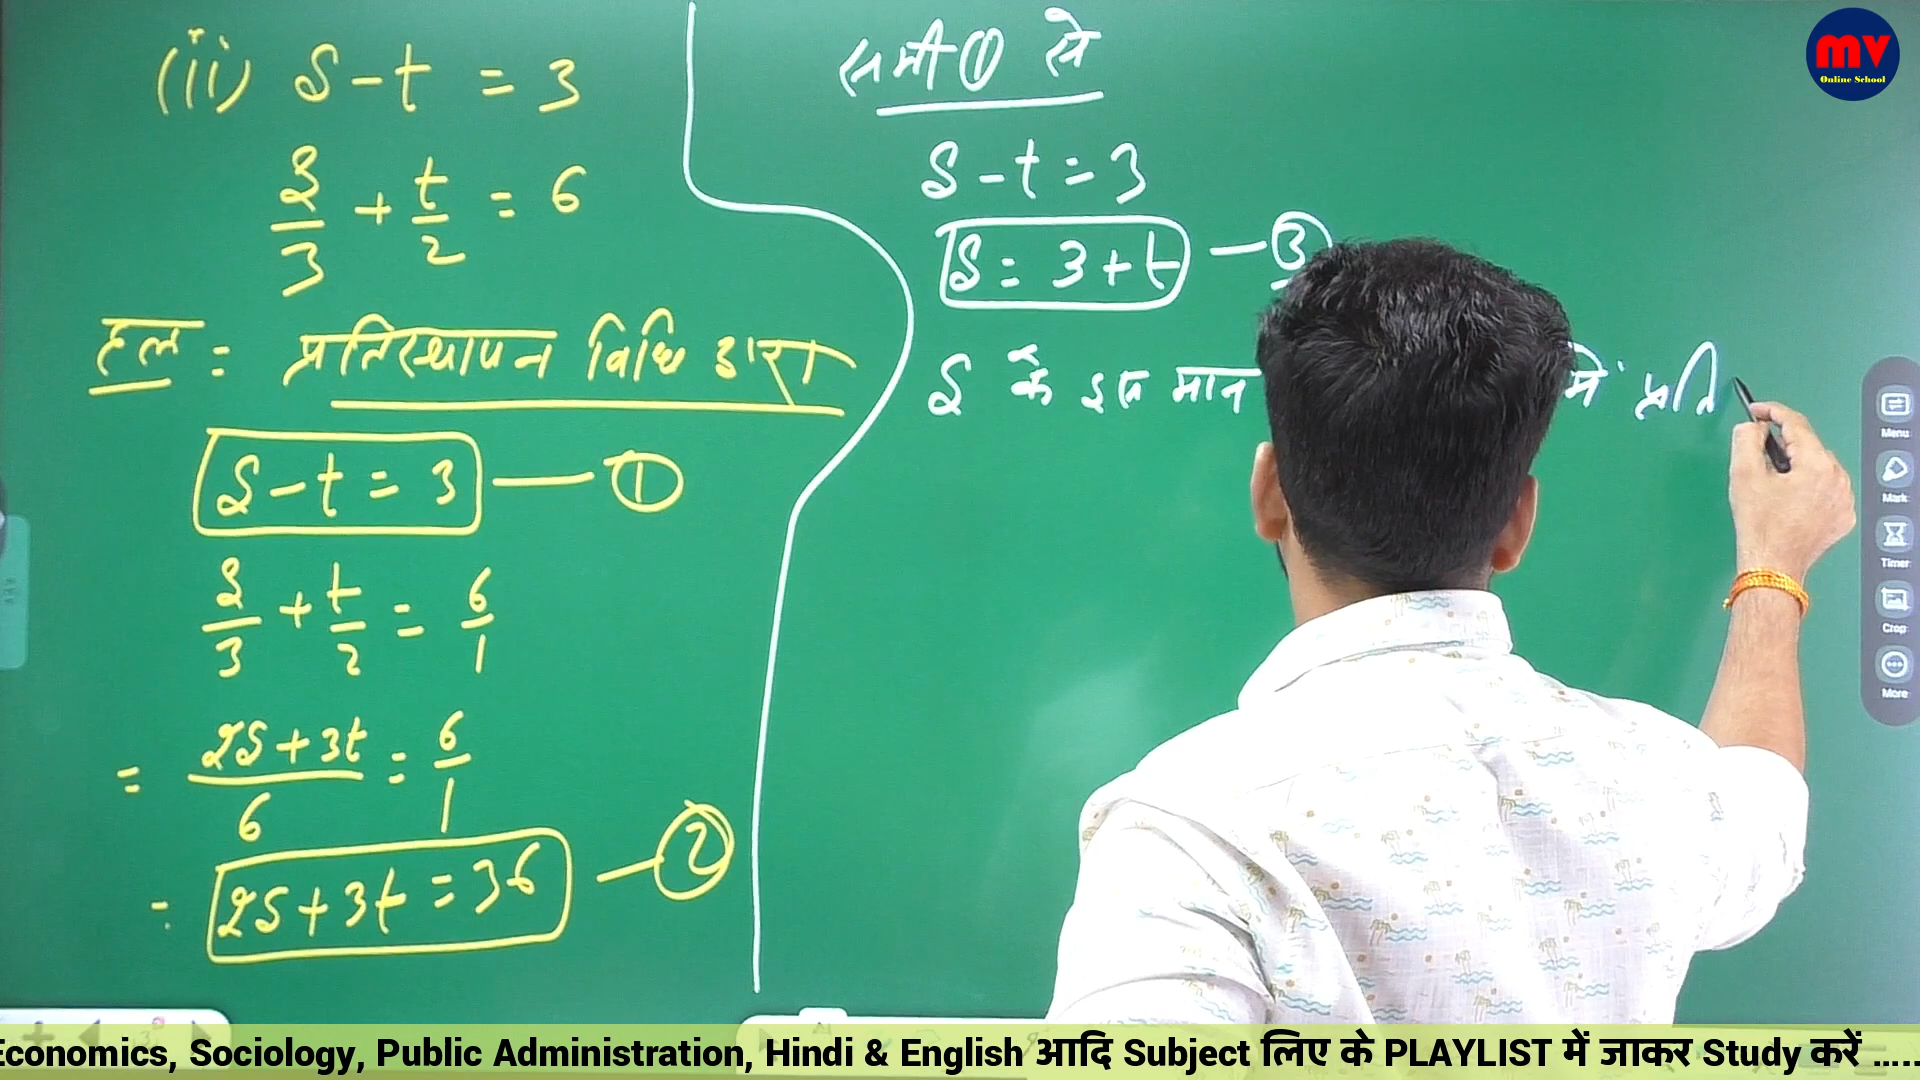 (ii) S - t = 3
S/3 + t/2 = 6
हल = प्रतिस्थापन विधि द्वारा
S - t = 3 — ①
S/3 + t/2 = 6/1
= 2S + 3t / 6 = 6/1
= 2S + 3t = 36 — ②
समी ① से
S - t = 3
S = 3 + t — ③
S के इस मान में प्रति
MV
Online School
Menu
Mark
Timer
Crop
More
Economics, Sociology, Public Administration, Hindi & English आदि Subject लिए के PLAYLIST में जाकर Study करें .....